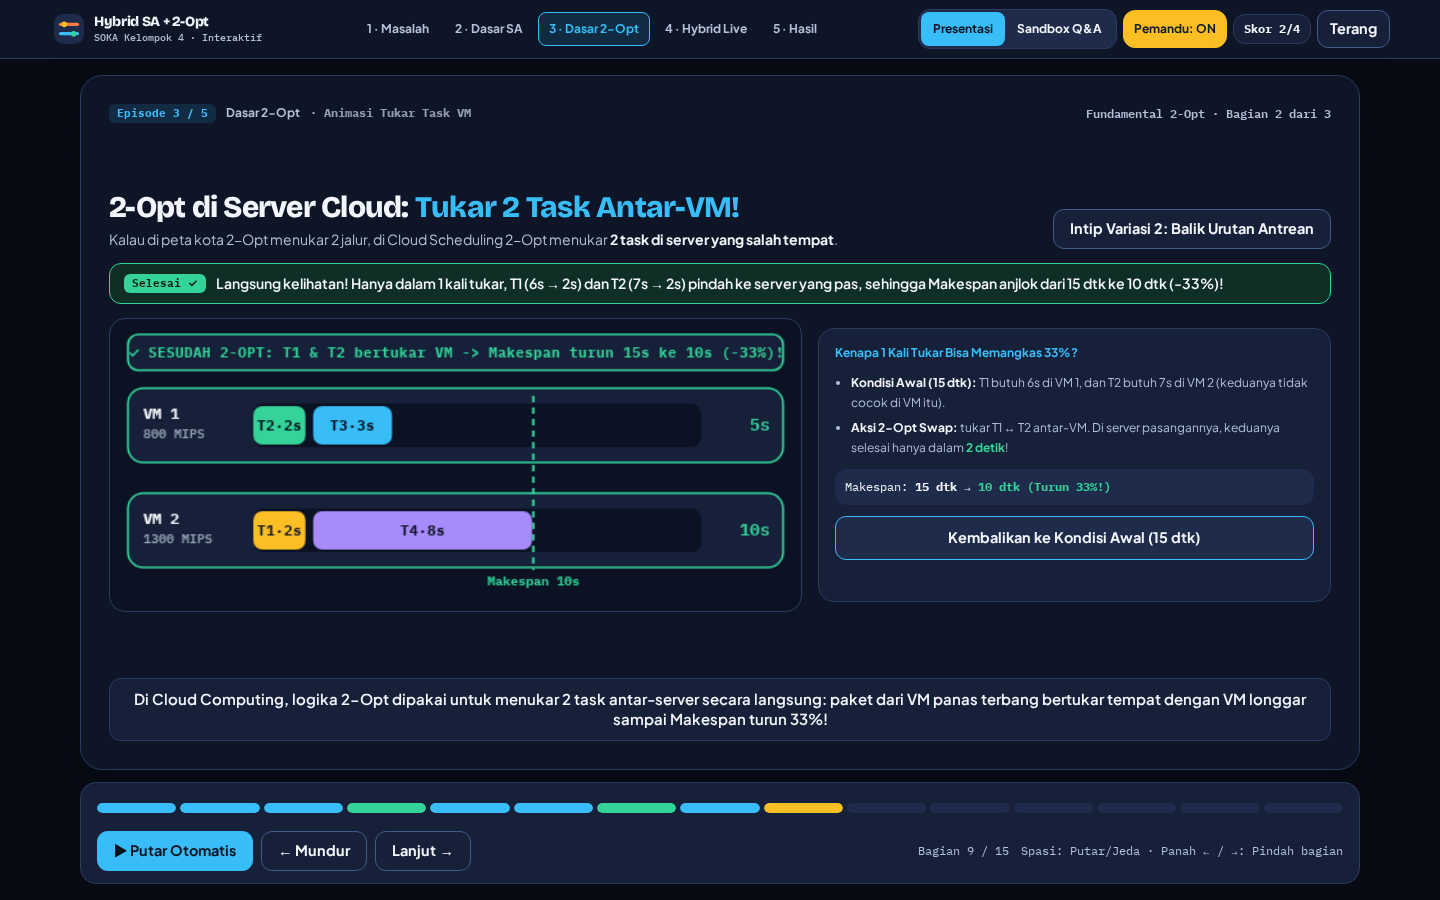 Hybrid SA + 2-Opt
SOKA Kelompok 4 · Interaktif
1 · Masalah
2 · Dasar SA
3 · Dasar 2-Opt
4 · Hybrid Live
5 · Hasil
Presentasi
Sandbox Q&A
Pemandu: ON
Skor 2/4
Terang
Episode 3 / 5
Dasar 2-Opt · Animasi Tukar Task VM
Fundamental 2-Opt · Bagian 2 dari 3
2-Opt di Server Cloud: Tukar 2 Task Antar-VM!
Kalau di peta kota 2-Opt menukar 2 jalur, di Cloud Scheduling 2-Opt menukar 2 task di server yang salah tempat.
Intip Variasi 2: Balik Urutan Antrean
Selesai ✓
Langsung kelihatan! Hanya dalam 1 kali tukar, T1 (6s → 2s) dan T2 (7s → 2s) pindah ke server yang pas, sehingga Makespan anjlok dari 15 dtk ke 10 dtk (-33%)!
✓ SESUDAH 2-OPT: T1 & T2 bertukar VM -> Makespan turun 15s ke 10s (-33%)!
VM 1
800 MIPS
T2·2s
T3·3s
5s
VM 2
1300 MIPS
T1·2s
T4·8s
10s
Makespan 10s
Kenapa 1 Kali Tukar Bisa Memangkas 33%?
• Kondisi Awal (15 dtk): T1 butuh 6s di VM 1, dan T2 butuh 7s di VM 2 (keduanya tidak
cocok di VM itu).
• Aksi 2-Opt Swap: tukar T1 ↔ T2 antar-VM. Di server pasangannya, keduanya
selesai hanya dalam 2 detik!
Makespan: 15 dtk → 10 dtk (Turun 33%!)
Kembalikan ke Kondisi Awal (15 dtk)
Di Cloud Computing, logika 2-Opt dipakai untuk menukar 2 task antar-server secara langsung: paket dari VM panas terbang bertukar tempat dengan VM longgar
sampai Makespan turun 33%!
▶ Putar Otomatis
← Mundur
Lanjut →
Bagian 9 / 15
Spasi: Putar/Jeda · Panah ← / →: Pindah bagian